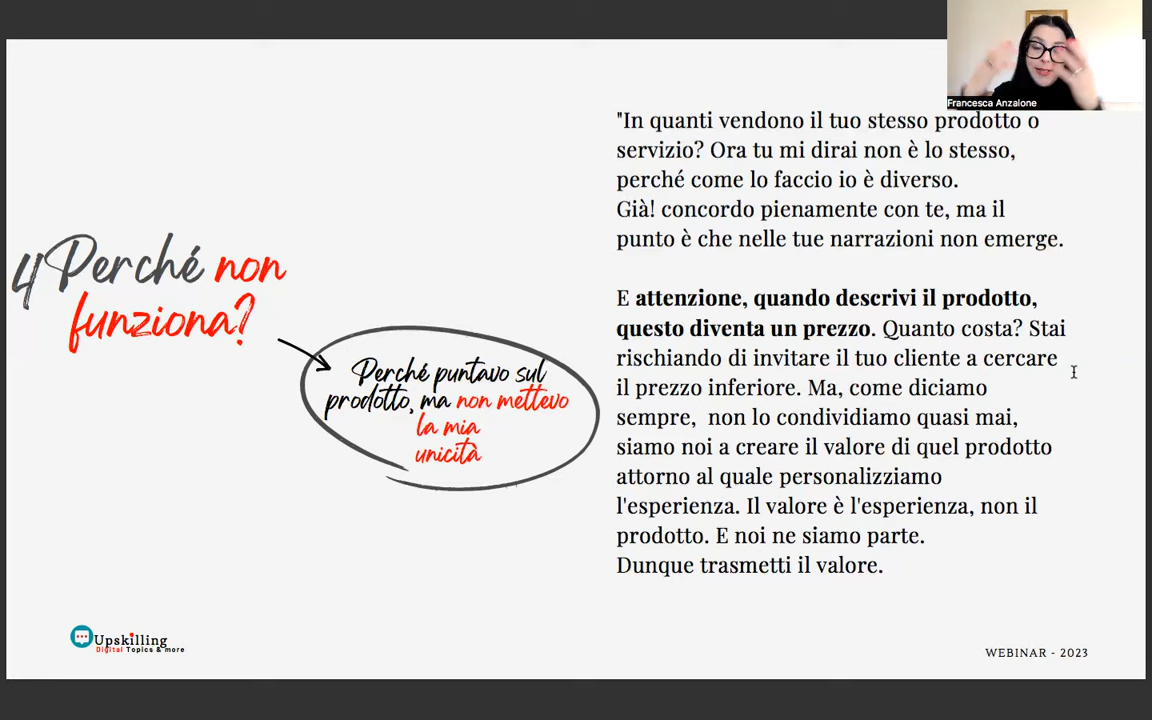 Francesca Anzalone
"In quanti vendono il tuo stesso prodotto o
servizio? Ora tu mi dirai non è lo stesso,
perché come lo faccio io è diverso.
Già! concordo pienamente con te, ma il
punto è che nelle tue narrazioni non emerge.
E attenzione, quando descrivi il prodotto,
questo diventa un prezzo. Quanto costa? Stai
rischiando di invitare il tuo cliente a cercare
il prezzo inferiore. Ma, come diciamo
sempre, non lo condividiamo quasi mai,
siamo noi a creare il valore di quel prodotto
attorno al quale personalizziamo
l'esperienza. Il valore è l'esperienza, non il
prodotto. E noi ne siamo parte.
Dunque trasmetti il valore.
4 Perché non
funziona?
Perché puntavo sul
prodotto, ma non mettevo
la mia
unicità
Upskilling
Digital Topics & more
WEBINAR - 2023